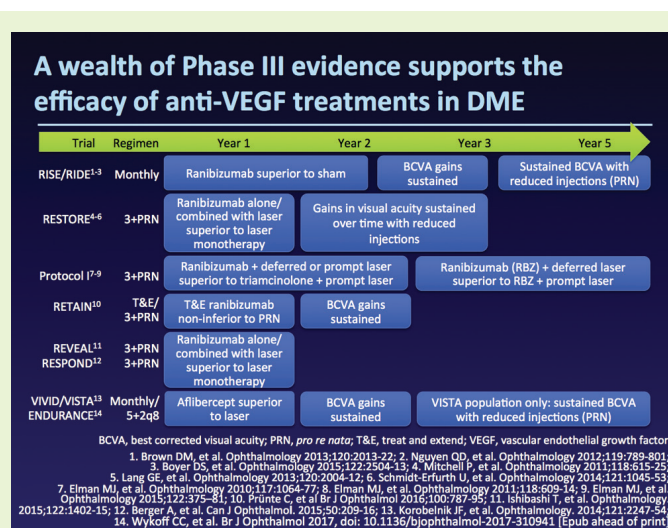 A wealth of Phase III evidence supports the
efficacy of anti-VEGF treatments in DME
Trial Regimen Year 1 Year 2 Year 3 Year 5
RISE/RIDE1-3 Monthly Ranibizumab superior to sham BCVA gains sustained Sustained BCVA with reduced injections (PRN)
RESTORE4-6 3+PRN Ranibizumab alone/ combined with laser superior to laser monotherapy Gains in visual acuity sustained over time with reduced injections
Protocol I7-9 3+PRN Ranibizumab + deferred or prompt laser superior to triamcinolone + prompt laser Ranibizumab (RBZ) + deferred laser superior to RBZ + prompt laser
RETAIN10 T&E/ 3+PRN T&E ranibizumab non-inferior to PRN BCVA gains sustained
REVEAL11 3+PRN Ranibizumab alone/ combined with laser superior to laser monotherapy
RESPOND12 3+PRN
VIVID/VISTA13 Monthly/ Aflibercept superior to laser BCVA gains sustained VISTA population only: sustained BCVA with reduced injections (PRN)
ENDURANCE14 5+2q8
BCVA, best corrected visual acuity; PRN, pro re nata; T&E, treat and extend; VEGF, vascular endothelial growth factor
1. Brown DM, et al. Ophthalmology 2013;120:2013-22; 2. Nguyen QD, et al. Ophthalmology 2012;119:789-801;
3. Boyer DS, et al. Ophthalmology 2015;122:2504-13; 4. Mitchell P, et al. Ophthalmology 2011;118:615-25;
5. Lang GE, et al. Ophthalmology 2013;120:2004-12; 6. Schmidt-Erfurth U, et al. Ophthalmology 2014;121:1045-53;
7. Elman MJ, et al. Ophthalmology 2010;117:1064-77; 8. Elman MJ, et al. Ophthalmology 2011;118:609-14; 9. Elman MJ, et al.
Ophthalmology 2015;122:375–81; 10. Prünte C, et al Br J Ophthalmol 2016;100:787-95; 11. Ishibashi T, et al. Ophthalmology
2015;122:1402-15; 12. Berger A, et al. Can J Ophthalmol. 2015;50:209-16; 13. Korobelnik JF, et al. Ophthalmology. 2014;121:2247-54
14. Wykoff CC, et al. Br J Ophthalmol 2017, doi: 10.1136/bjophthalmol-2017-310941 [Epub ahead of print]